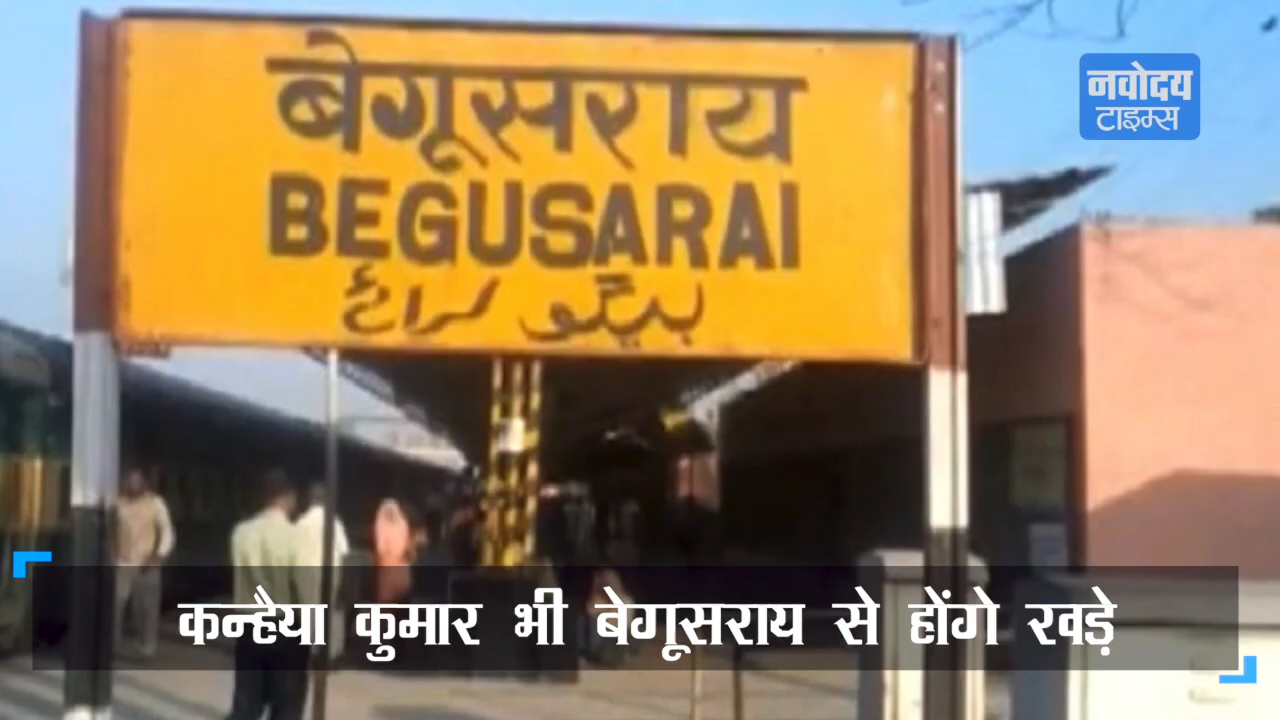 बेगूसराय
BEGUSARAI
بیگو سرائے
नवोदय
टाइम्स
कन्हैया कुमार भी बेगूसराय से होंगे खड़े